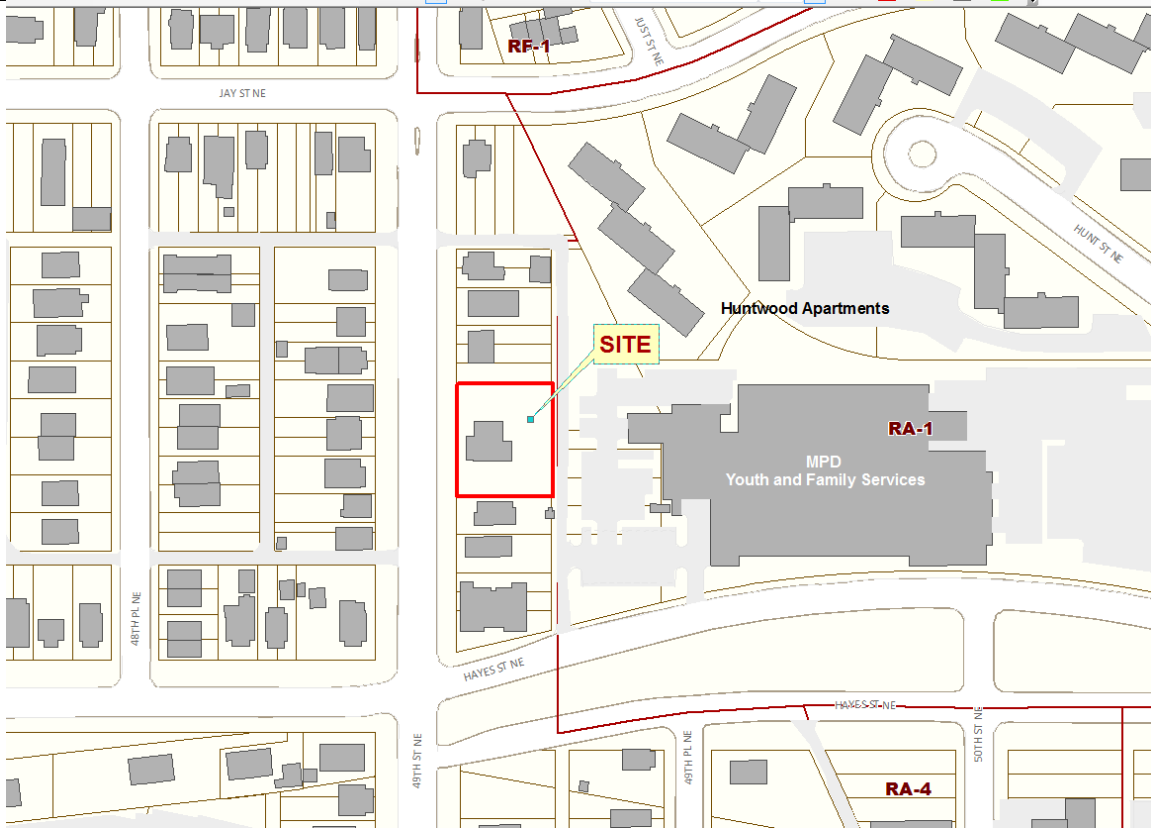 RF-1
JUST ST NE
JAY ST NE
HUNT ST NE
Huntwood Apartments
SITE
RA-1
MPD
Youth and Family Services
48TH PL NE
HAYES ST NE
HAYES ST NE
49TH ST NE
49TH PL NE
50TH ST NE
RA-4